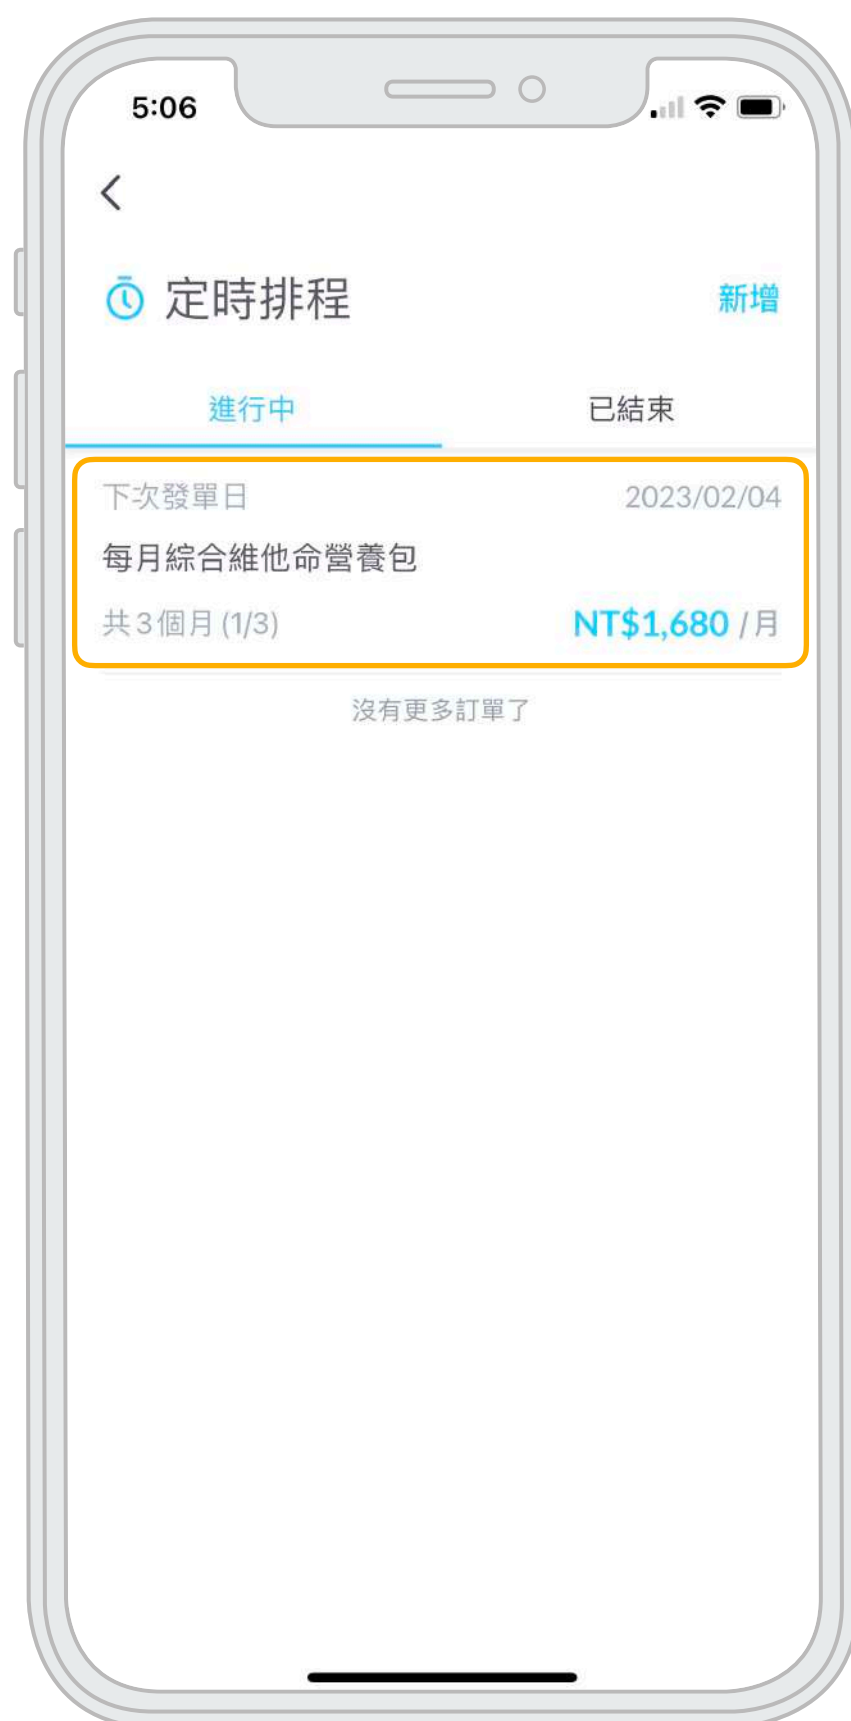 5:06
定時排程 新增
進行中 已結束
下次發單日 2023/02/04
每月綜合維他命營養包
共3個月 (1/3) NT$1,680 /月
沒有更多訂單了